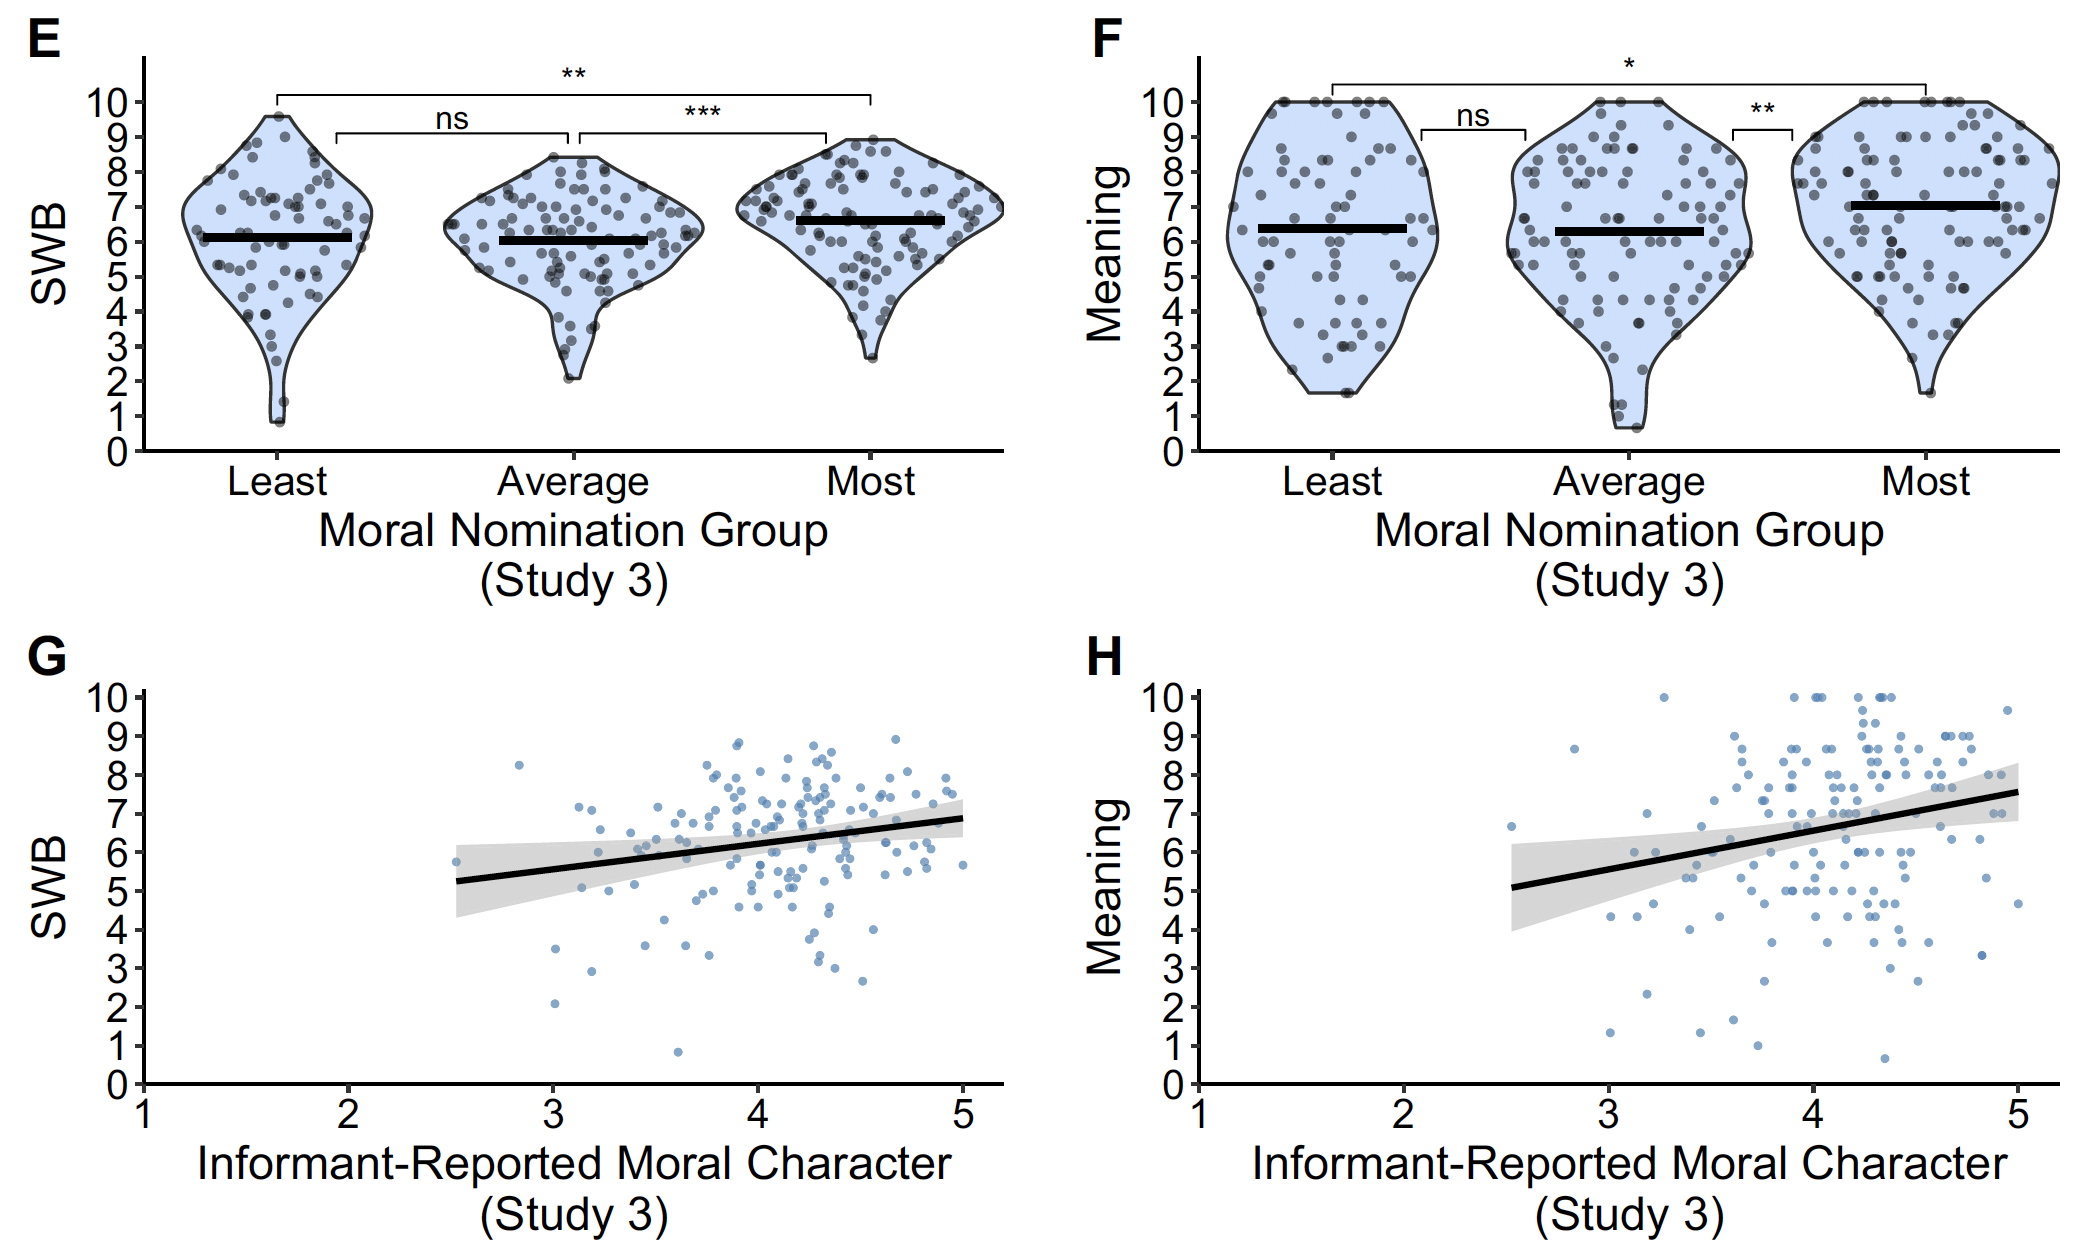 E
**
ns
***
10
9
8
7
6
5
4
3
2
1
0
SWB
Least Average Most
Moral Nomination Group
(Study 3)
F
*
ns
**
10
9
8
7
6
5
4
3
2
1
0
Meaning
Least Average Most
Moral Nomination Group
(Study 3)
G
10
9
8
7
6
5
4
3
2
1
0
SWB
1 2 3 4 5
Informant-Reported Moral Character
(Study 3)
H
10
9
8
7
6
5
4
3
2
1
0
Meaning
1 2 3 4 5
Informant-Reported Moral Character
(Study 3)